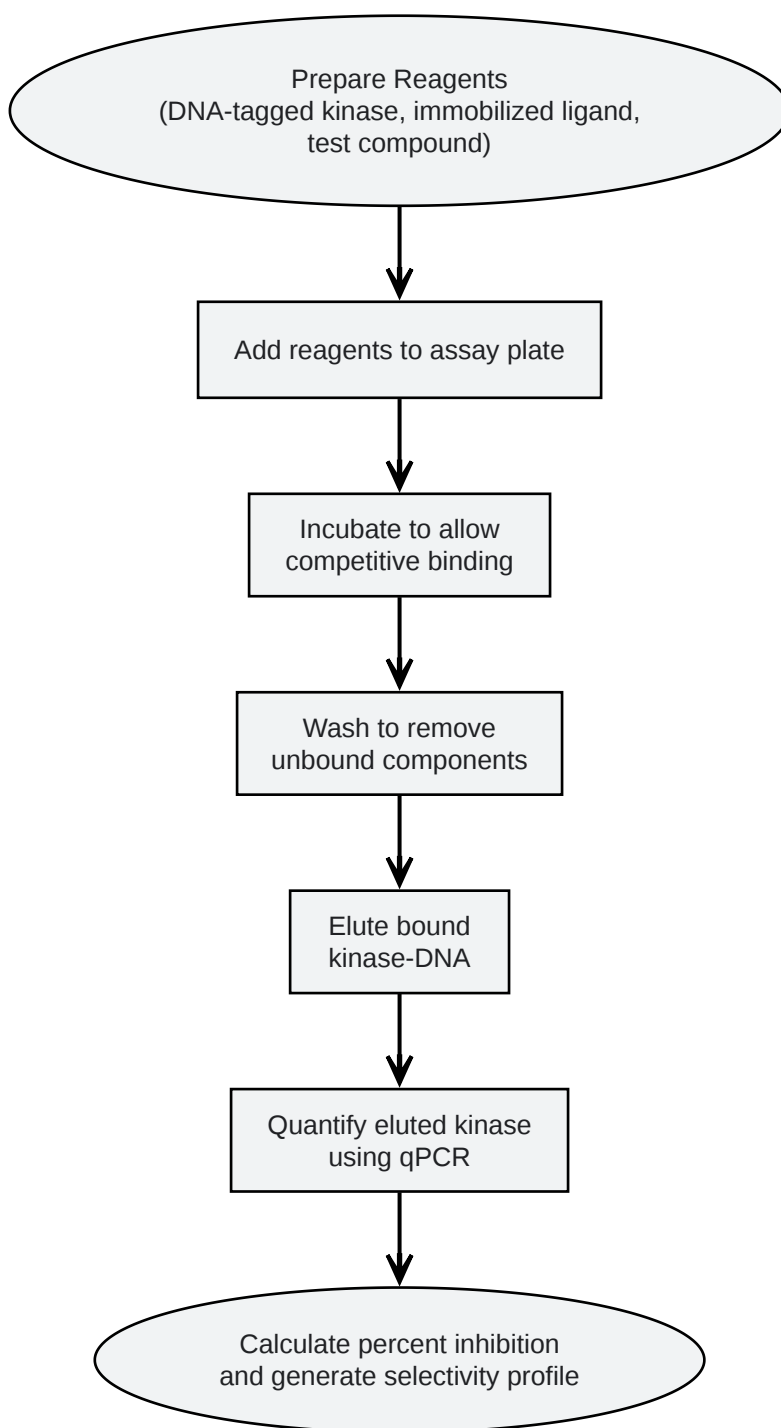 Prepare Reagents
(DNA-tagged kinase, immobilized ligand,
test compound)
Add reagents to assay plate
Incubate to allow
competitive binding
Wash to remove
unbound components
Elute bound
kinase-DNA
Quantify eluted kinase
using qPCR
Calculate percent inhibition
and generate selectivity profile